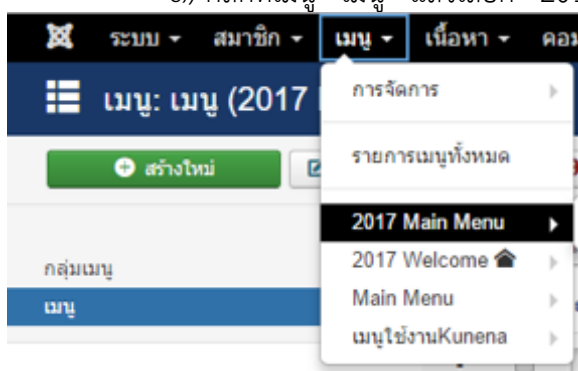 ระบบ สมาชิก เมนู เนื้อหา
เมนู: เมนู (2017
การจัดการ
สร้างใหม่
รายการเมนูทั้งหมด
2017 Main Menu
กลุ่มเมนู
2017 Welcome
เมนู
Main Menu
เมนูใช้งานKunena